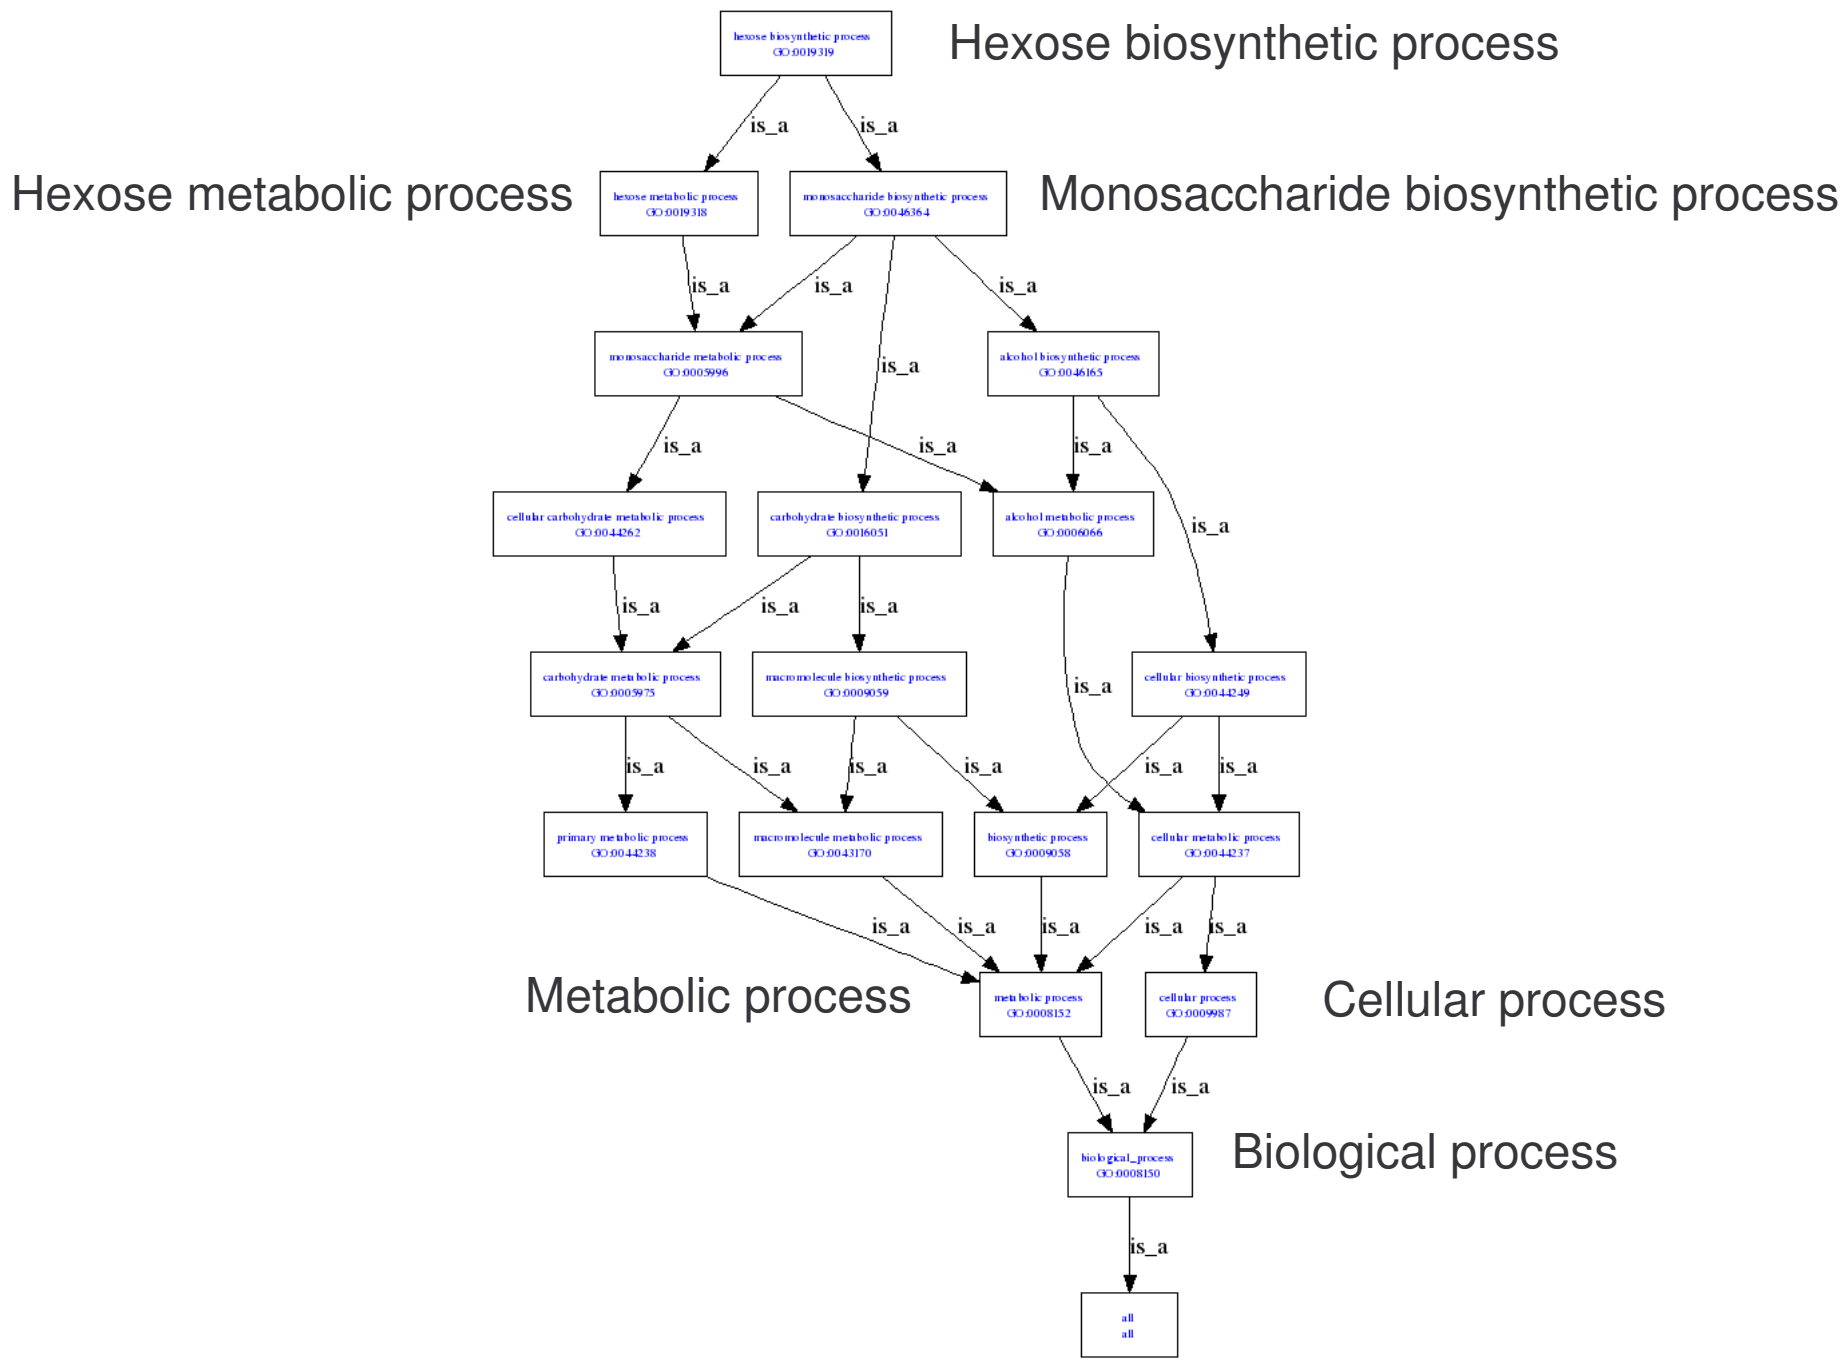 hexose biosynthetic process
GO:0019319
Hexose biosynthetic process
is_a
is_a
Hexose metabolic process
hexose metabolic process
GO:0019318
monosaccharide biosynthetic process
GO:0046364
Monosaccharide biosynthetic process
is_a
is_a
is_a
monosaccharide metabolic process
GO:0005996
is_a
alcohol biosynthetic process
GO:0046165
is_a
is_a
is_a
cellular carbohydrate metabolic process
GO:0044262
carbohydrate biosynthetic process
GO:0016051
alcohol metabolic process
GO:0006066
is_a
is_a
is_a
is_a
carbohydrate metabolic process
GO:0005975
macromolecule biosynthetic process
GO:0009059
is_a
cellular biosynthetic process
GO:0044249
is_a
is_a
is_a
is_a
is_a
is_a
primary metabolic process
GO:0044238
macromolecule metabolic process
GO:0043170
biosynthetic process
GO:0009058
cellular metabolic process
GO:0044237
is_a
is_a
is_a
is_a
is_a
Metabolic process
metabolic process
GO:0008152
cellular process
GO:0009987
Cellular process
is_a
is_a
biological_process
GO:0008150
Biological process
is_a
all
all